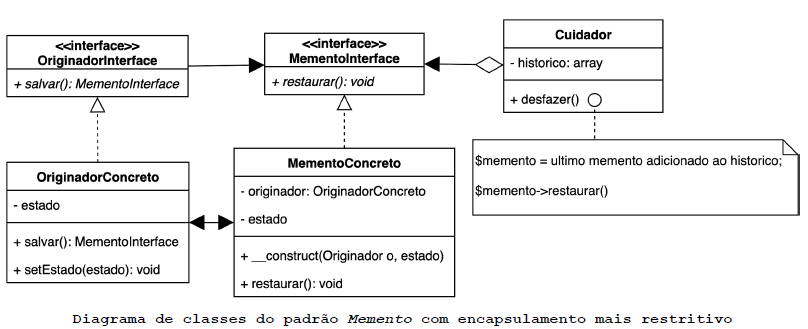 <<interface>>
OriginadorInterface
+ salvar(): MementoInterface
<<interface>>
MementoInterface
+ restaurar(): void
Cuidador
- historico: array
+ desfazer()
$memento = ultimo memento adicionado ao historico;
$memento->restaurar()
OriginadorConcreto
- estado
+ salvar(): MementoInterface
+ setEstado(estado): void
MementoConcreto
- originador: OriginadorConcreto
- estado
+ __construct(Originador o, estado)
+ restaurar(): void
Diagrama de classes do padrão Memento com encapsulamento mais restritivo